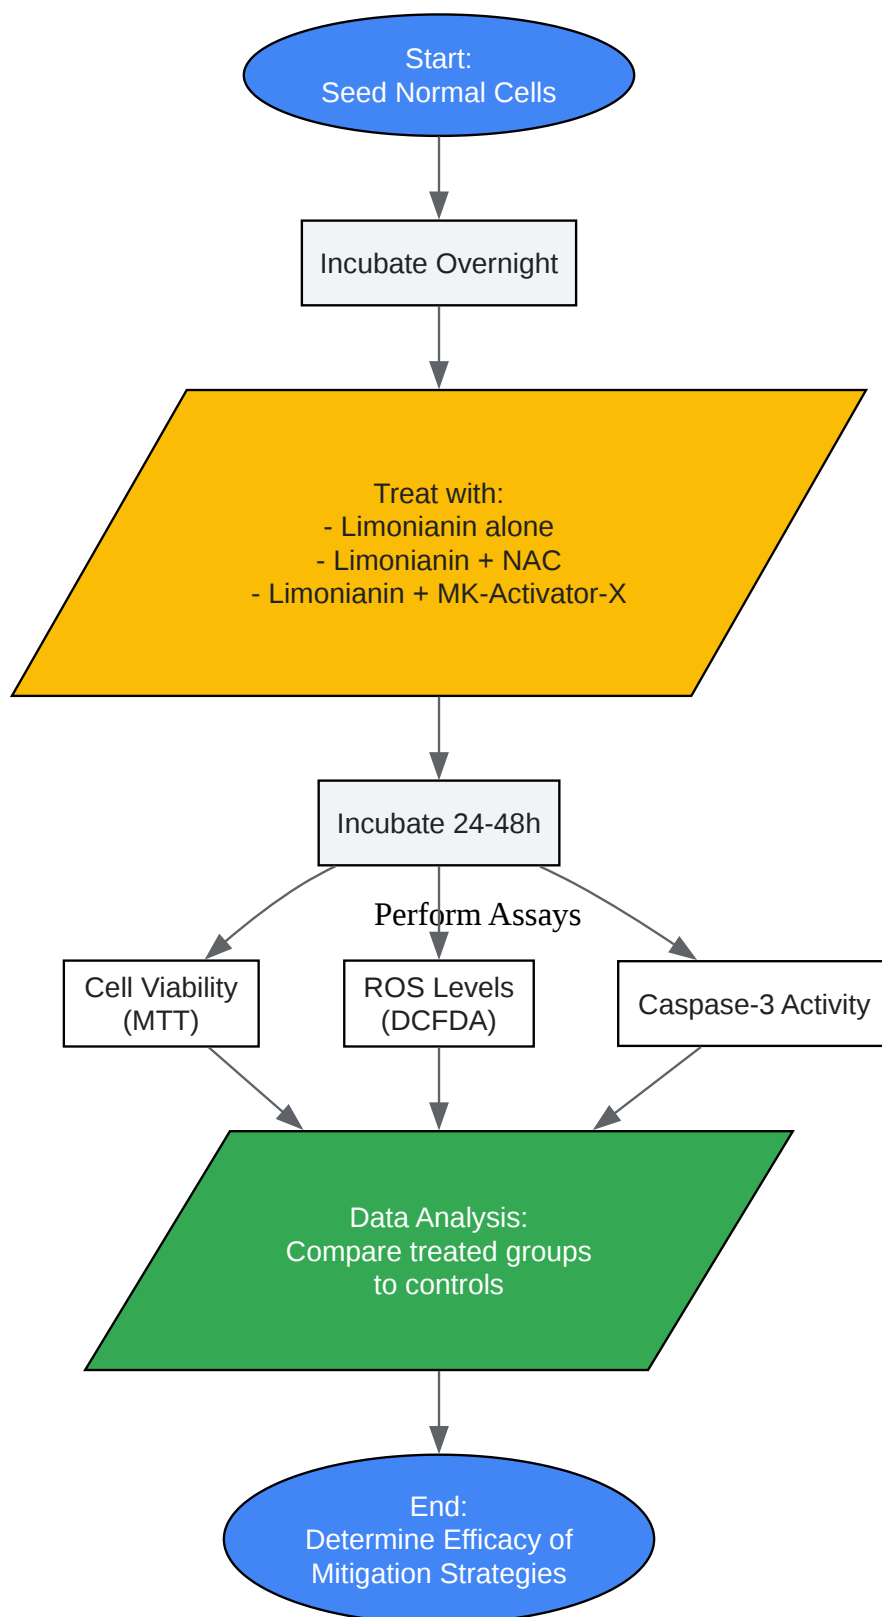 Start:
Seed Normal Cells
Incubate Overnight
Treat with:
- Limonianin alone
- Limonianin + NAC
- Limonianin + MK-Activator-X
Incubate 24-48h
Perform Assays
Cell Viability
(MTT)
ROS Levels
(DCFDA)
Caspase-3 Activity
Data Analysis:
Compare treated groups
to controls
End:
Determine Efficacy of
Mitigation Strategies